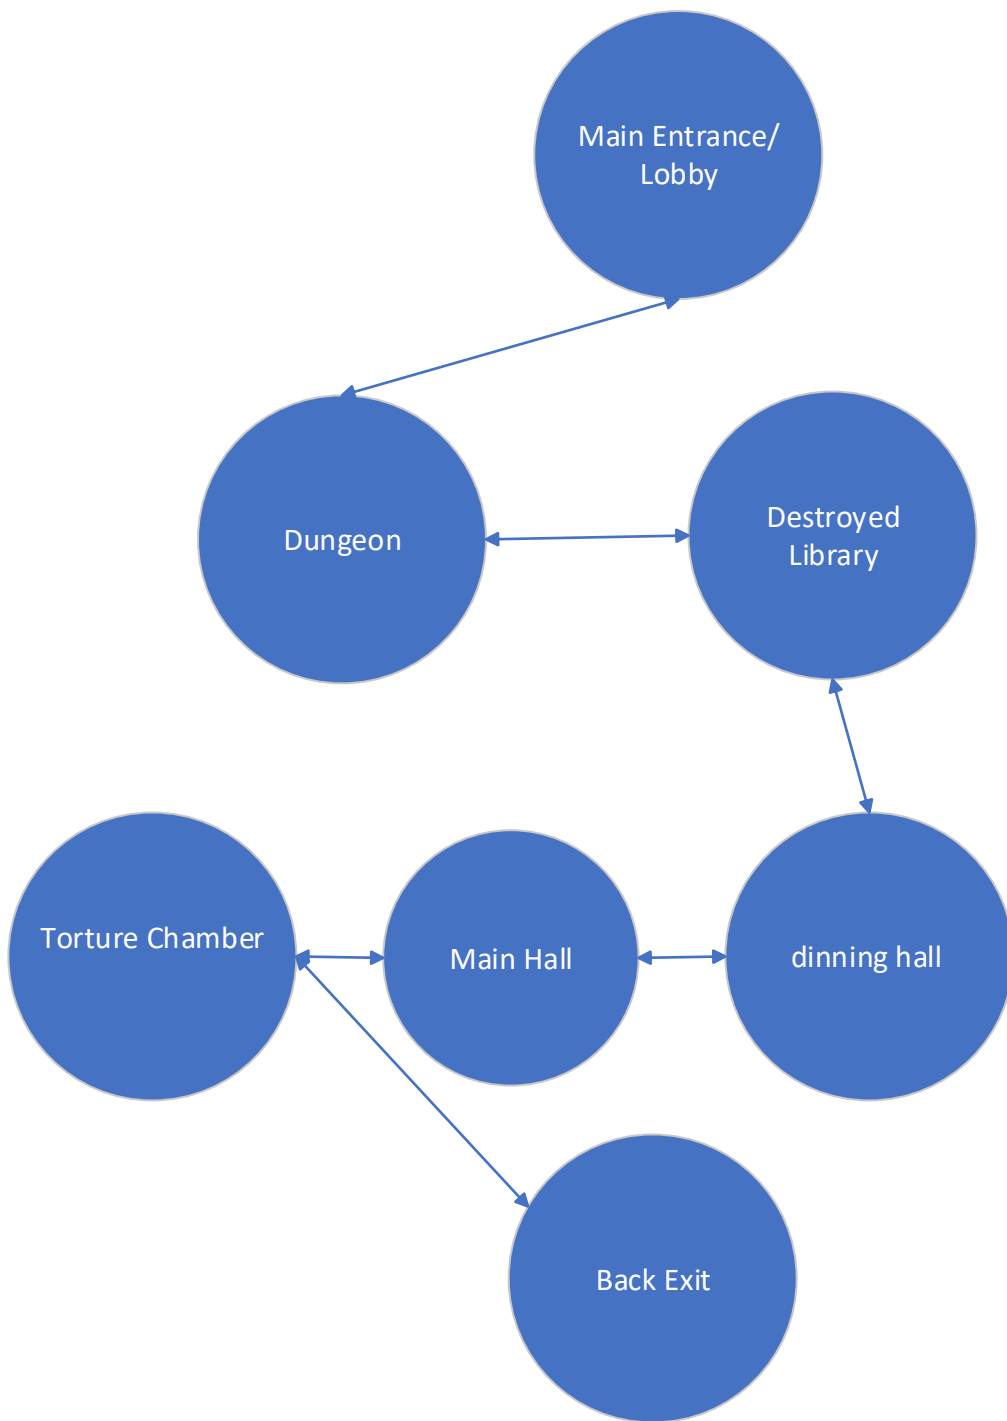 Main Entrance/
Lobby
Dungeon
Destroyed
Library
Torture Chamber
Main Hall
dinning hall
Back Exit